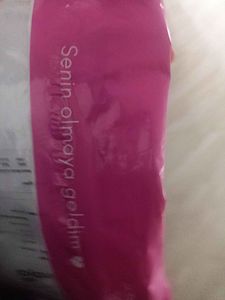 Senin olmaya geldim ♥